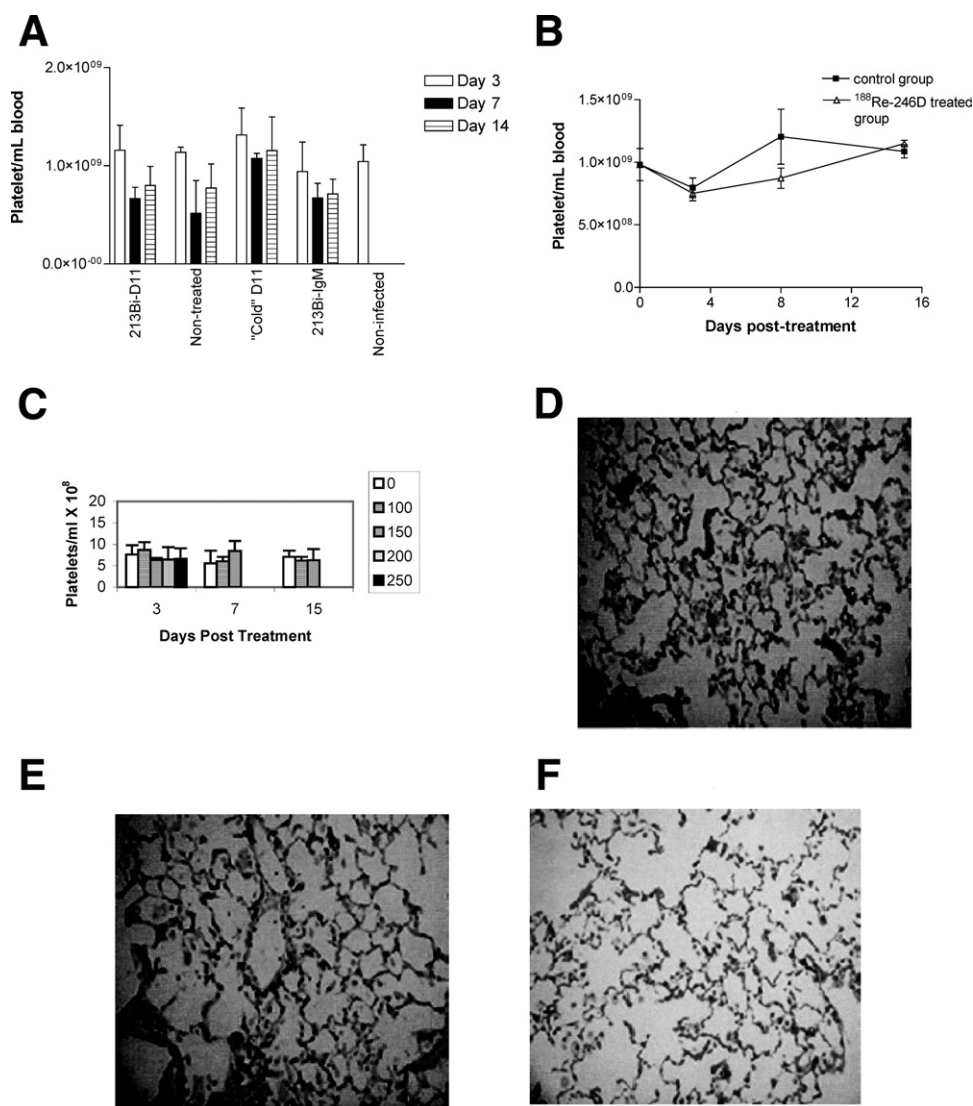 A
Platelet/mL blood
2.0×10⁰⁹
1.0×10⁰⁹
0.0×10⁻⁰⁰
213Bi-D11
Non-treated
"Cold" D11
213Bi-IgM
Non-infected
Day 3
Day 7
Day 14
B
control group
¹⁸⁸Re-246D treated
group
Platelet/mL blood
1.5×10⁰⁹
1.0×10⁰⁹
5.0×10⁰⁸
0.0
0 4 8 12 16
Days post-treatment
C
Platelets/ml X 10⁸
20
15
10
5
0
3 7 15
Days Post Treatment
0
100
150
200
250
D
E
F